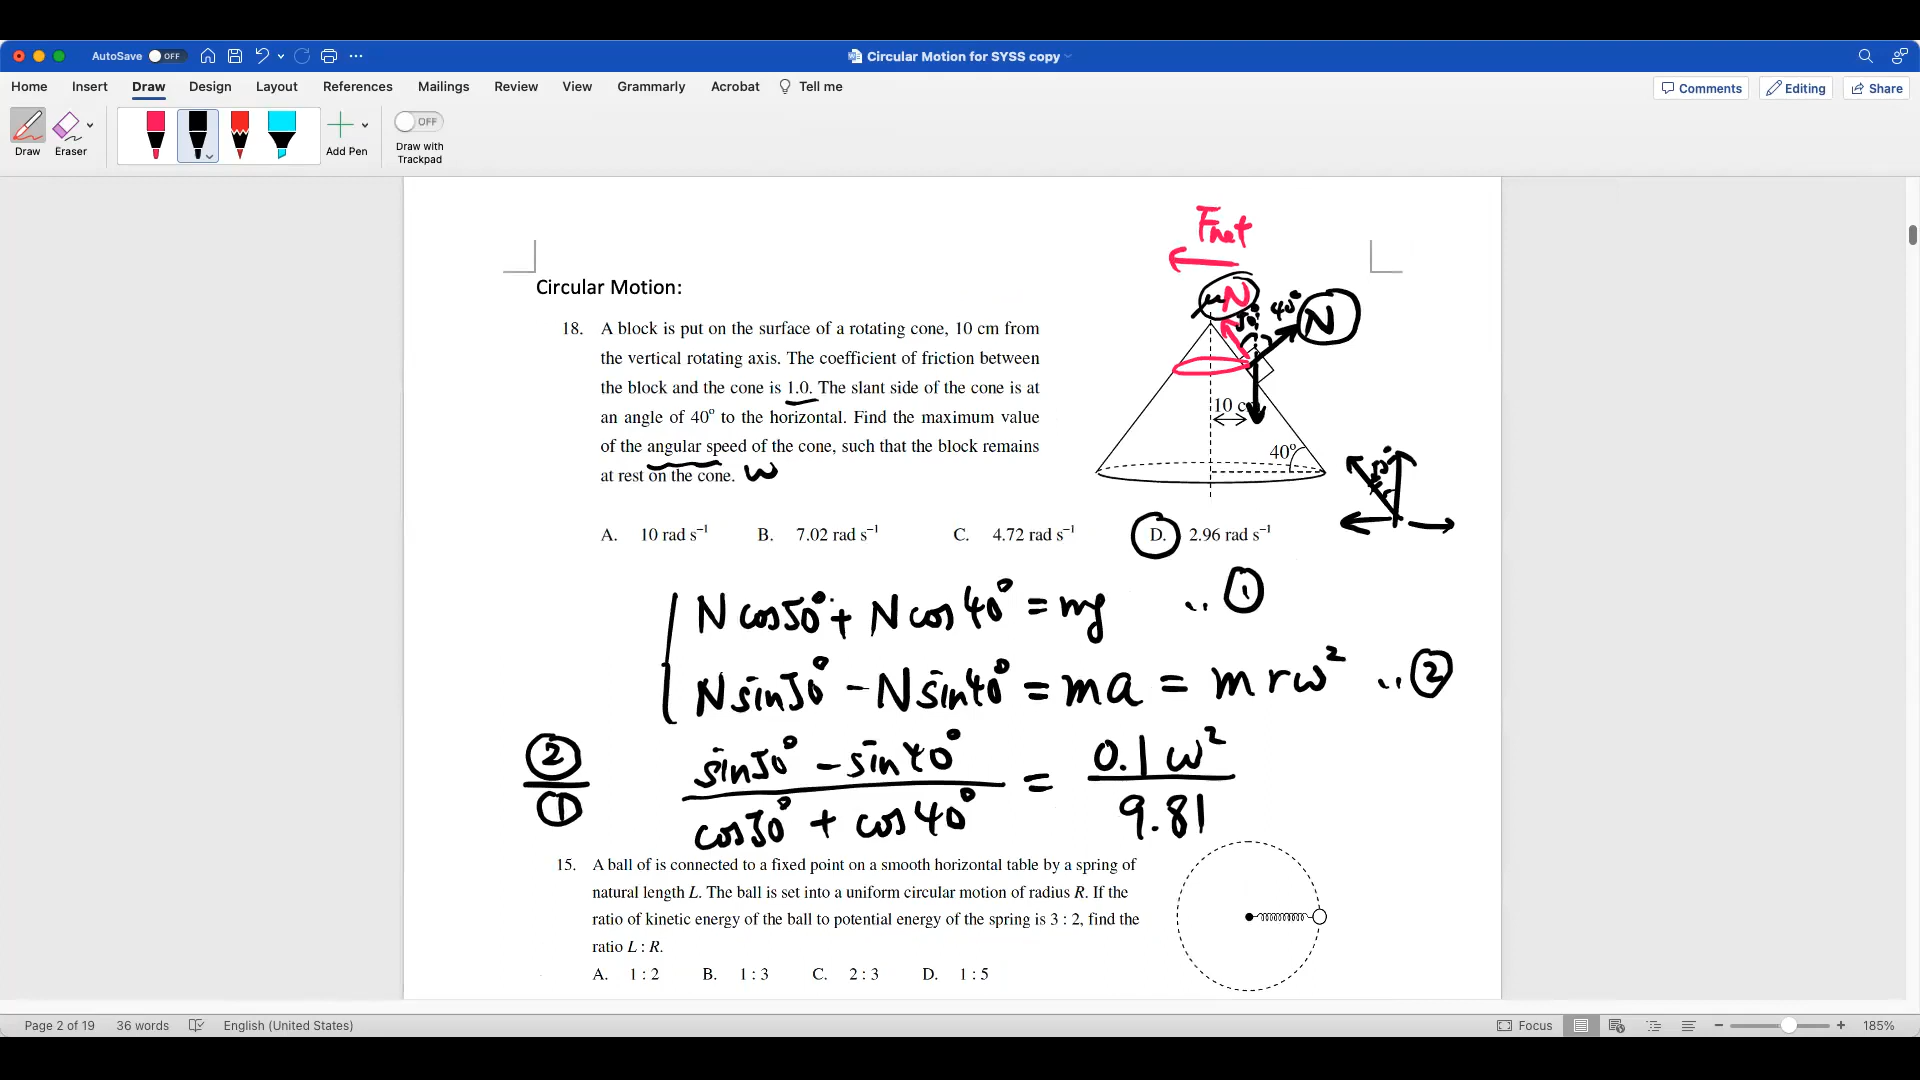 AutoSave OFF
Circular Motion for SYSS copy
Home Insert Draw Design Layout References Mailings Review View Grammarly Acrobat Tell me
Comments Editing Share
Draw Eraser Add Pen OFF Draw with Trackpad
Fnet
μN
50°
40°
N
Circular Motion:
18. A block is put on the surface of a rotating cone, 10 cm from
the vertical rotating axis. The coefficient of friction between
the block and the cone is 1.0. The slant side of the cone is at
an angle of 40° to the horizontal. Find the maximum value
of the angular speed of the cone, such that the block remains
at rest on the cone. ω
10 c
40°
50°
A. 10 rad s⁻¹ B. 7.02 rad s⁻¹ C. 4.72 rad s⁻¹ D. 2.96 rad s⁻¹
N cos50° + N cos40° = mg ..①
N sin50° - N sin40° = ma = mrω² ..②
②/① (sin50° - sin40°)/(cos50° + cos40°) = 0.1ω²/9.81
15. A ball of is connected to a fixed point on a smooth horizontal table by a spring of
natural length L. The ball is set into a uniform circular motion of radius R. If the
ratio of kinetic energy of the ball to potential energy of the spring is 3 : 2, find the
ratio L : R.
A. 1 : 2 B. 1 : 3 C. 2 : 3 D. 1 : 5
Page 2 of 19 36 words English (United States) Focus 185%